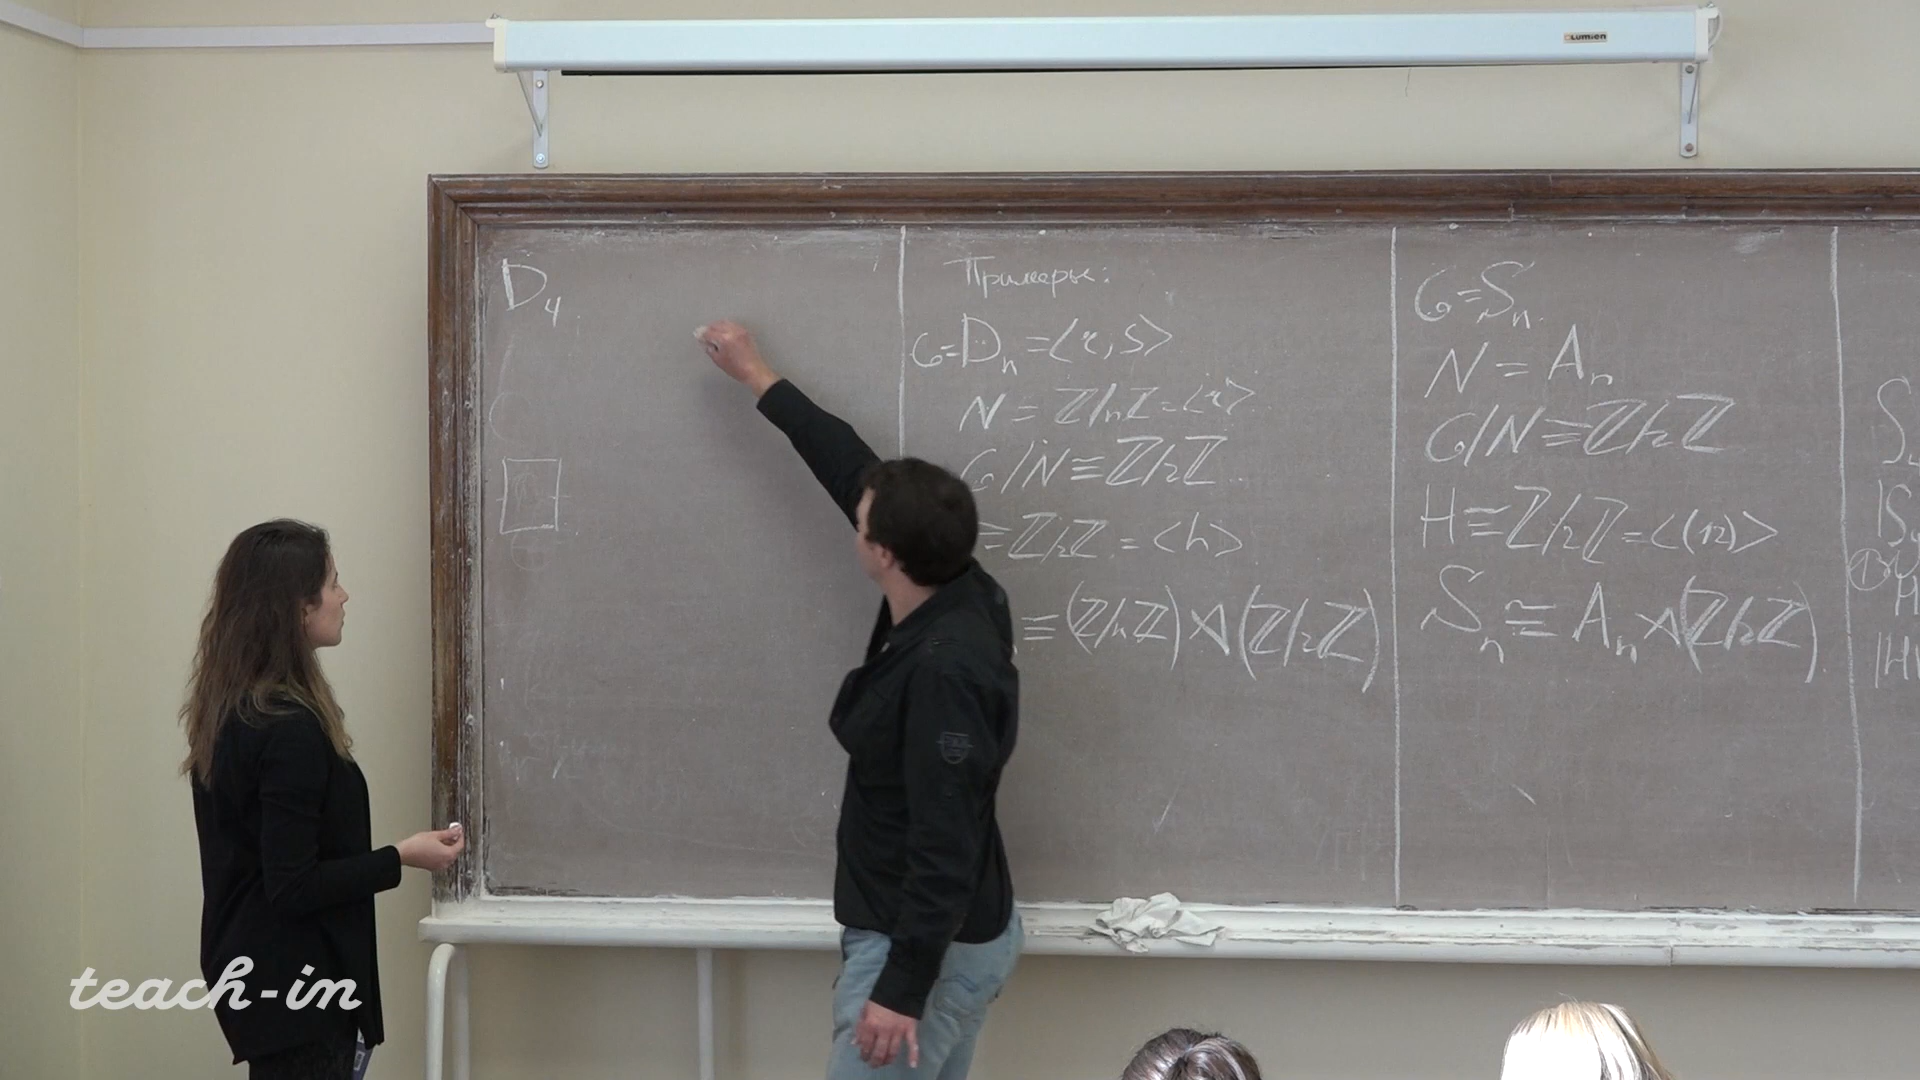 LUMIEN
D₄
Примеры:
G=Dₙ=<r,s>
N=ℤ/nℤ=<r>
G/N≅ℤ/2ℤ
≅ℤ/2ℤ=<h>
≅(ℤ/nℤ)⋋(ℤ/2ℤ)
G=Sₙ
N=Aₙ
G/N≅ℤ/2ℤ
H≅ℤ/2ℤ=<(12)>
Sₙ≅Aₙ⋋(ℤ/2ℤ)
teach-in